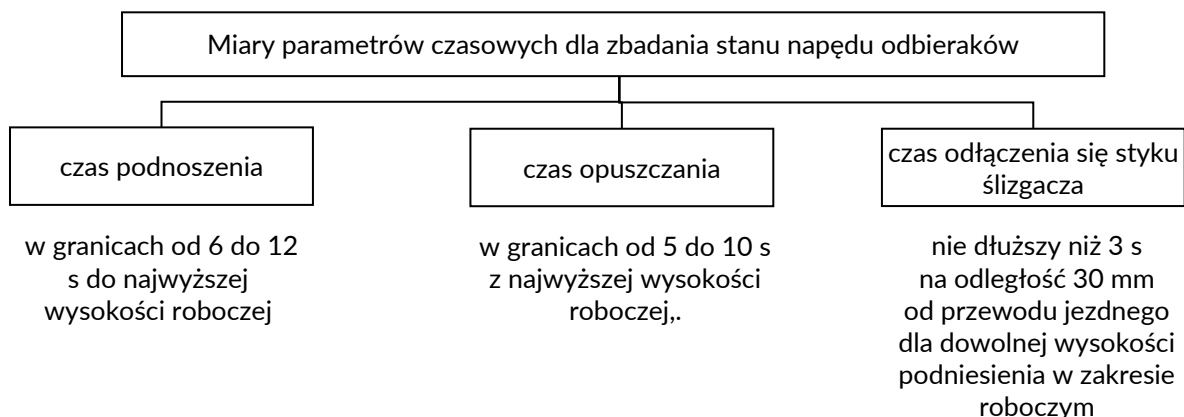 Miary parametrów czasowych dla zbadania stanu napędu odbieraków
czas podnoszenia
czas opuszczania
czas odłączenia się styku
ślizgacza
w granicach od 6 do 12
s do najwyższej
wysokości roboczej
w granicach od 5 do 10 s
z najwyższej wysokości
roboczej,.
nie dłuższy niż 3 s
na odległość 30 mm
od przewodu jezdnego
dla dowolnej wysokości
podniesienia w zakresie
roboczym